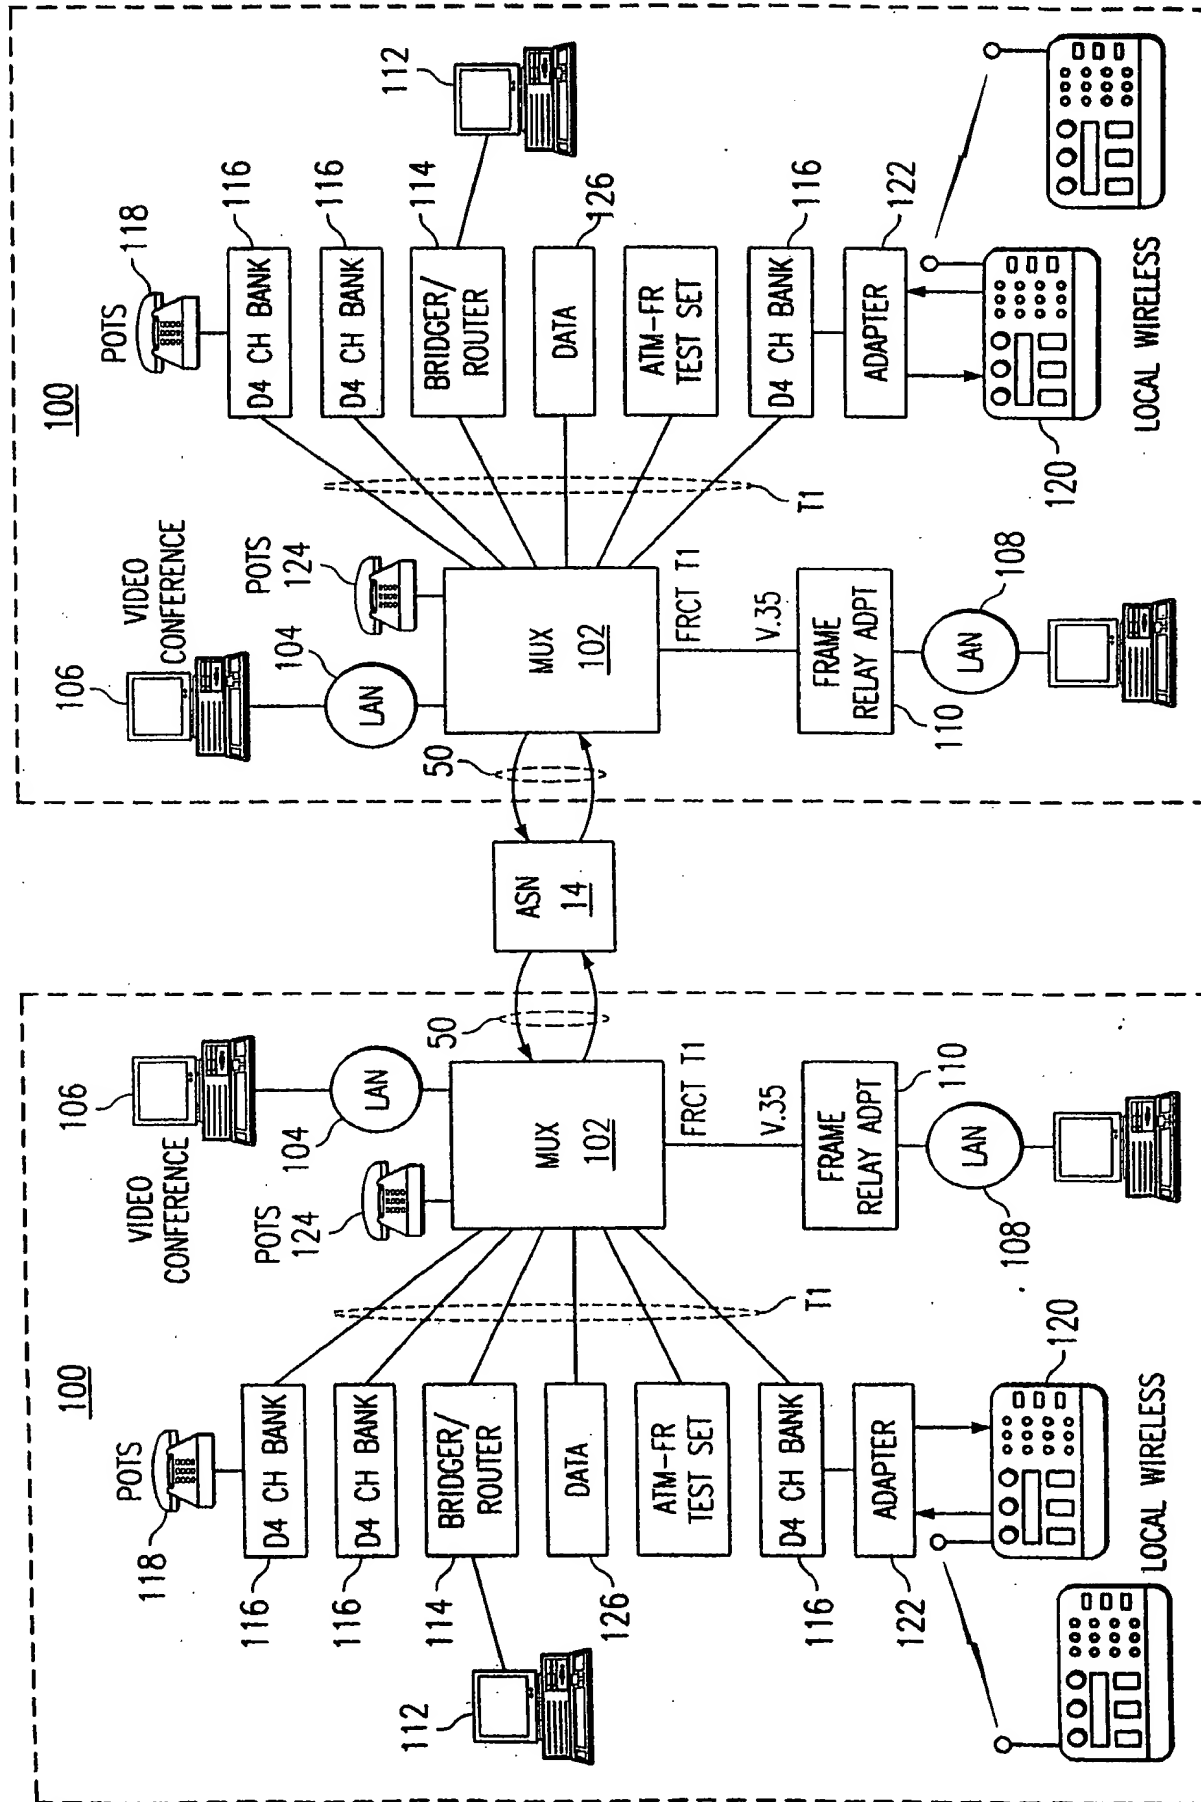 100
118
POTS
116
D4 CH BANK
116
D4 CH BANK
112
114
BRIDGER/
ROUTER
126
DATA
ATM-FR
TEST SET
116
D4 CH BANK
122
ADAPTER
120
LOCAL WIRELESS
T1
VIDEO
CONFERENCE
106
104
LAN
POTS
124
MUX
102
50
FRCT T1
V.35
FRAME
RELAY ADPT
110
LAN
108
ASN
14
100
VIDEO
CONFERENCE
106
104
LAN
POTS
124
MUX
102
50
FRCT T1
V.35
FRAME
RELAY ADPT
110
LAN
108
T1
POTS
118
D4 CH BANK
116
D4 CH BANK
116
BRIDGER/
ROUTER
114
112
DATA
126
ATM-FR
TEST SET
D4 CH BANK
116
ADAPTER
122
120
LOCAL WIRELESS